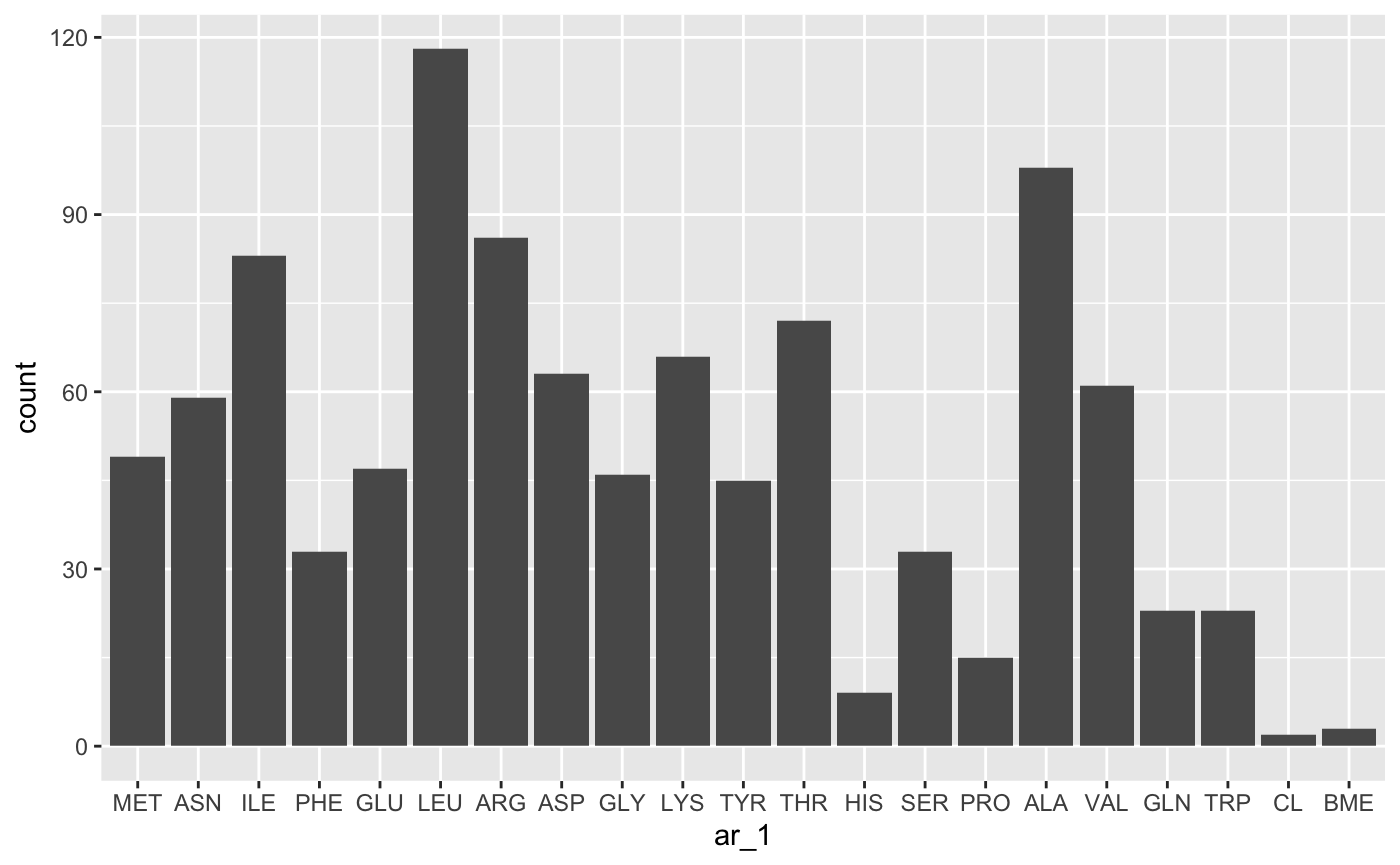 120
90
60
30
0
count
MET ASN ILE PHE GLU LEU ARG ASP GLY LYS TYR THR HIS SER PRO ALA VAL GLN TRP CL BME
ar_1